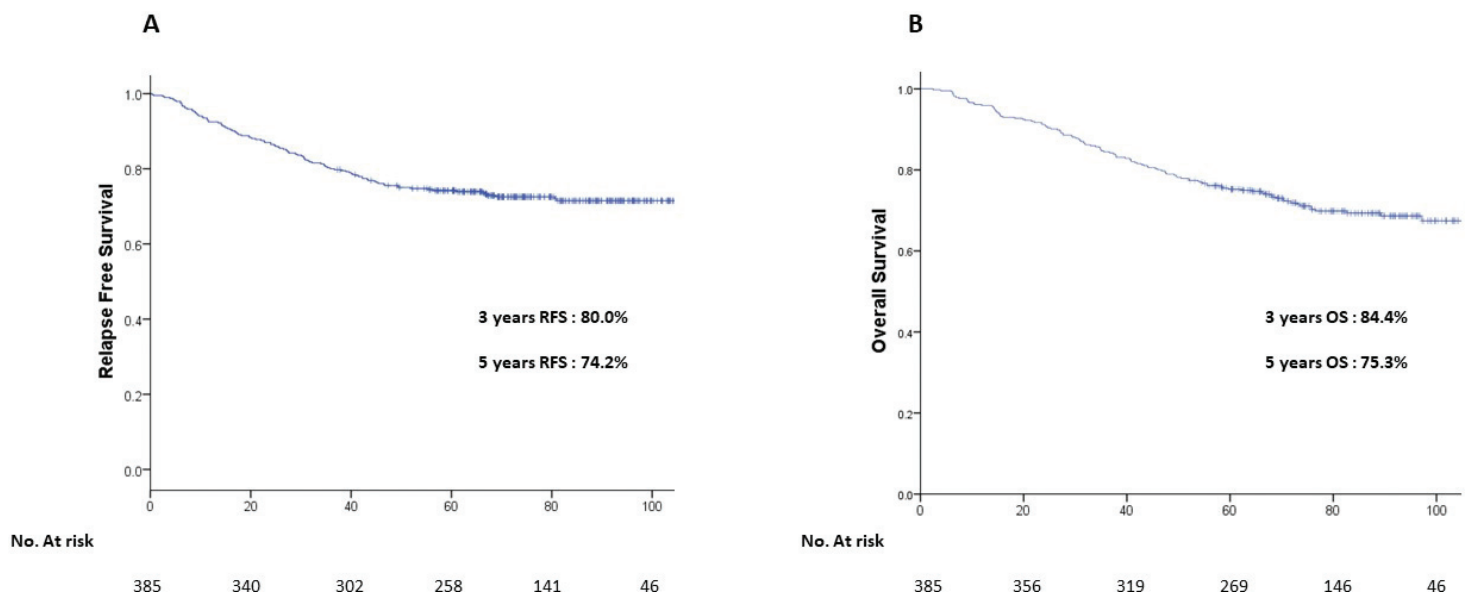 A
Relapse Free Survival
1.0
0.8
0.6
0.4
0.2
0.0
3 years RFS : 80.0%
5 years RFS : 74.2%
0 20 40 60 80 100
No. At risk
385 340 302 258 141 46
B
Overall Survival
1.0
0.8
0.6
0.4
0.2
0.0
3 years OS : 84.4%
5 years OS : 75.3%
0 20 40 60 80 100
No. At risk
385 356 319 269 146 46